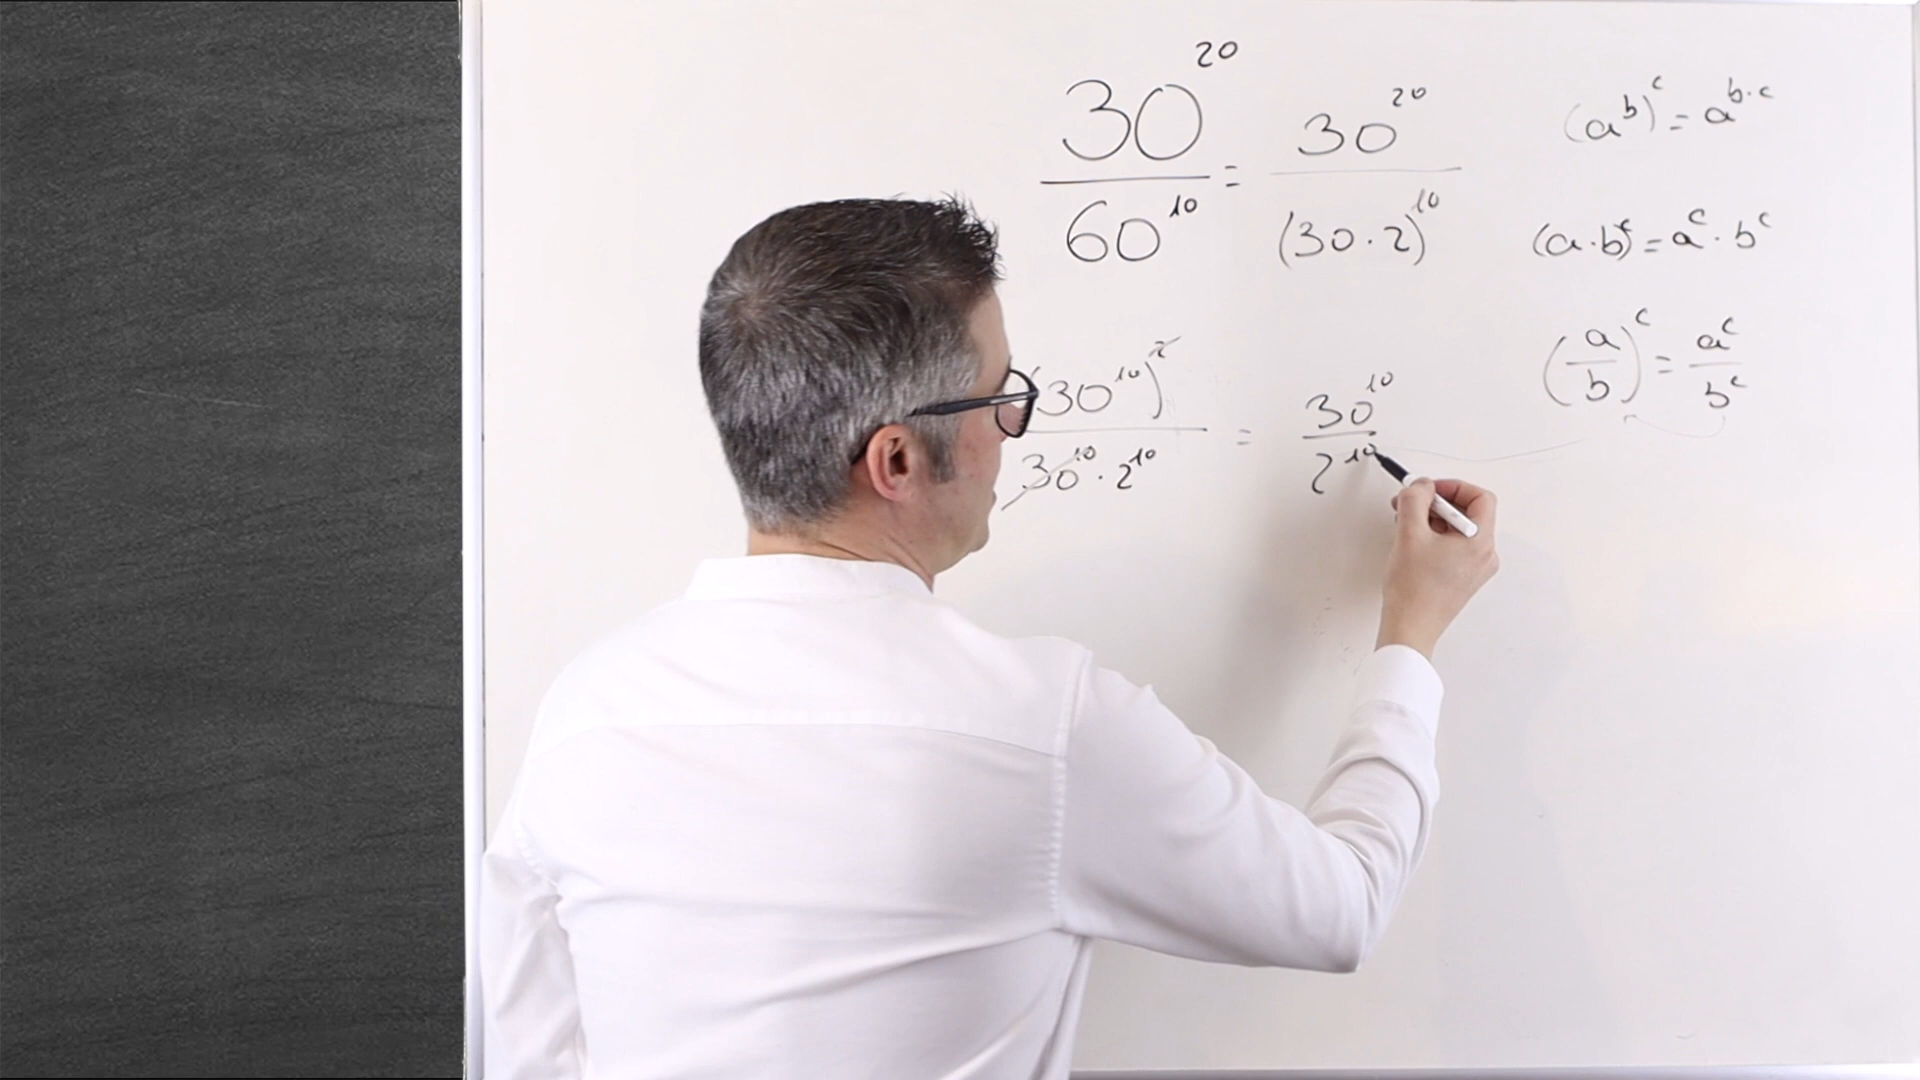 30^20 / 60^10 = 30^20 / (30·2)^10
(a^b)^c = a^b·c
(a·b)^c = a^c · b^c
(a/b)^c = a^c / b^c
(30^10)^2 / 30^10 · 2^10 = 30^10 / 2^10